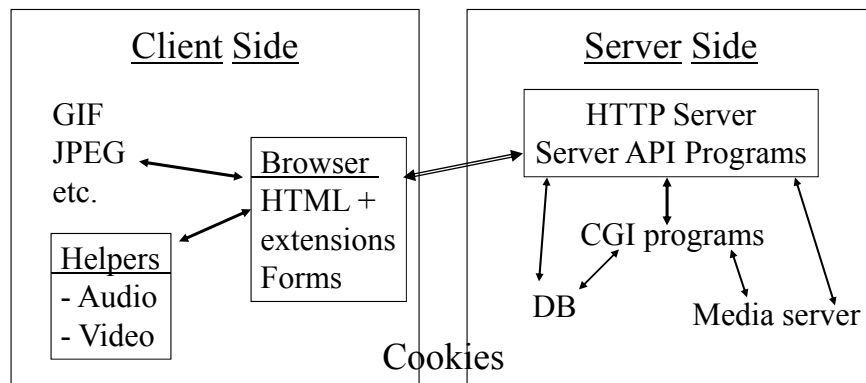 Client Side
GIF
JPEG
etc.
Browser
HTML +
extensions
Forms
Helpers
- Audio
- Video
Server Side
HTTP Server
Server API Programs
CGI programs
DB
Media server
Cookies